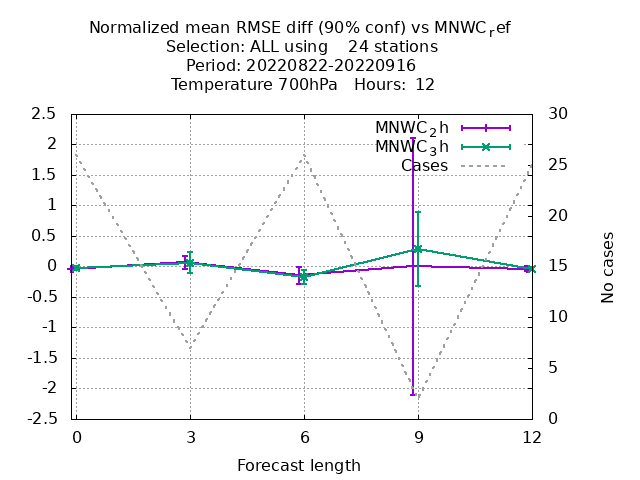 Normalized mean RMSE diff (90% conf) vs MNWC_ref
Selection: ALL using    24 stations
Period: 20220822-20220916
Temperature 700hPa   Hours: 12
MNWC_2h
MNWC_3h
Cases
2.5
2
1.5
1
0.5
0
-0.5
-1
-1.5
-2
-2.5
30
25
20
15
10
5
0
No cases
0 3 6 9 12
Forecast length